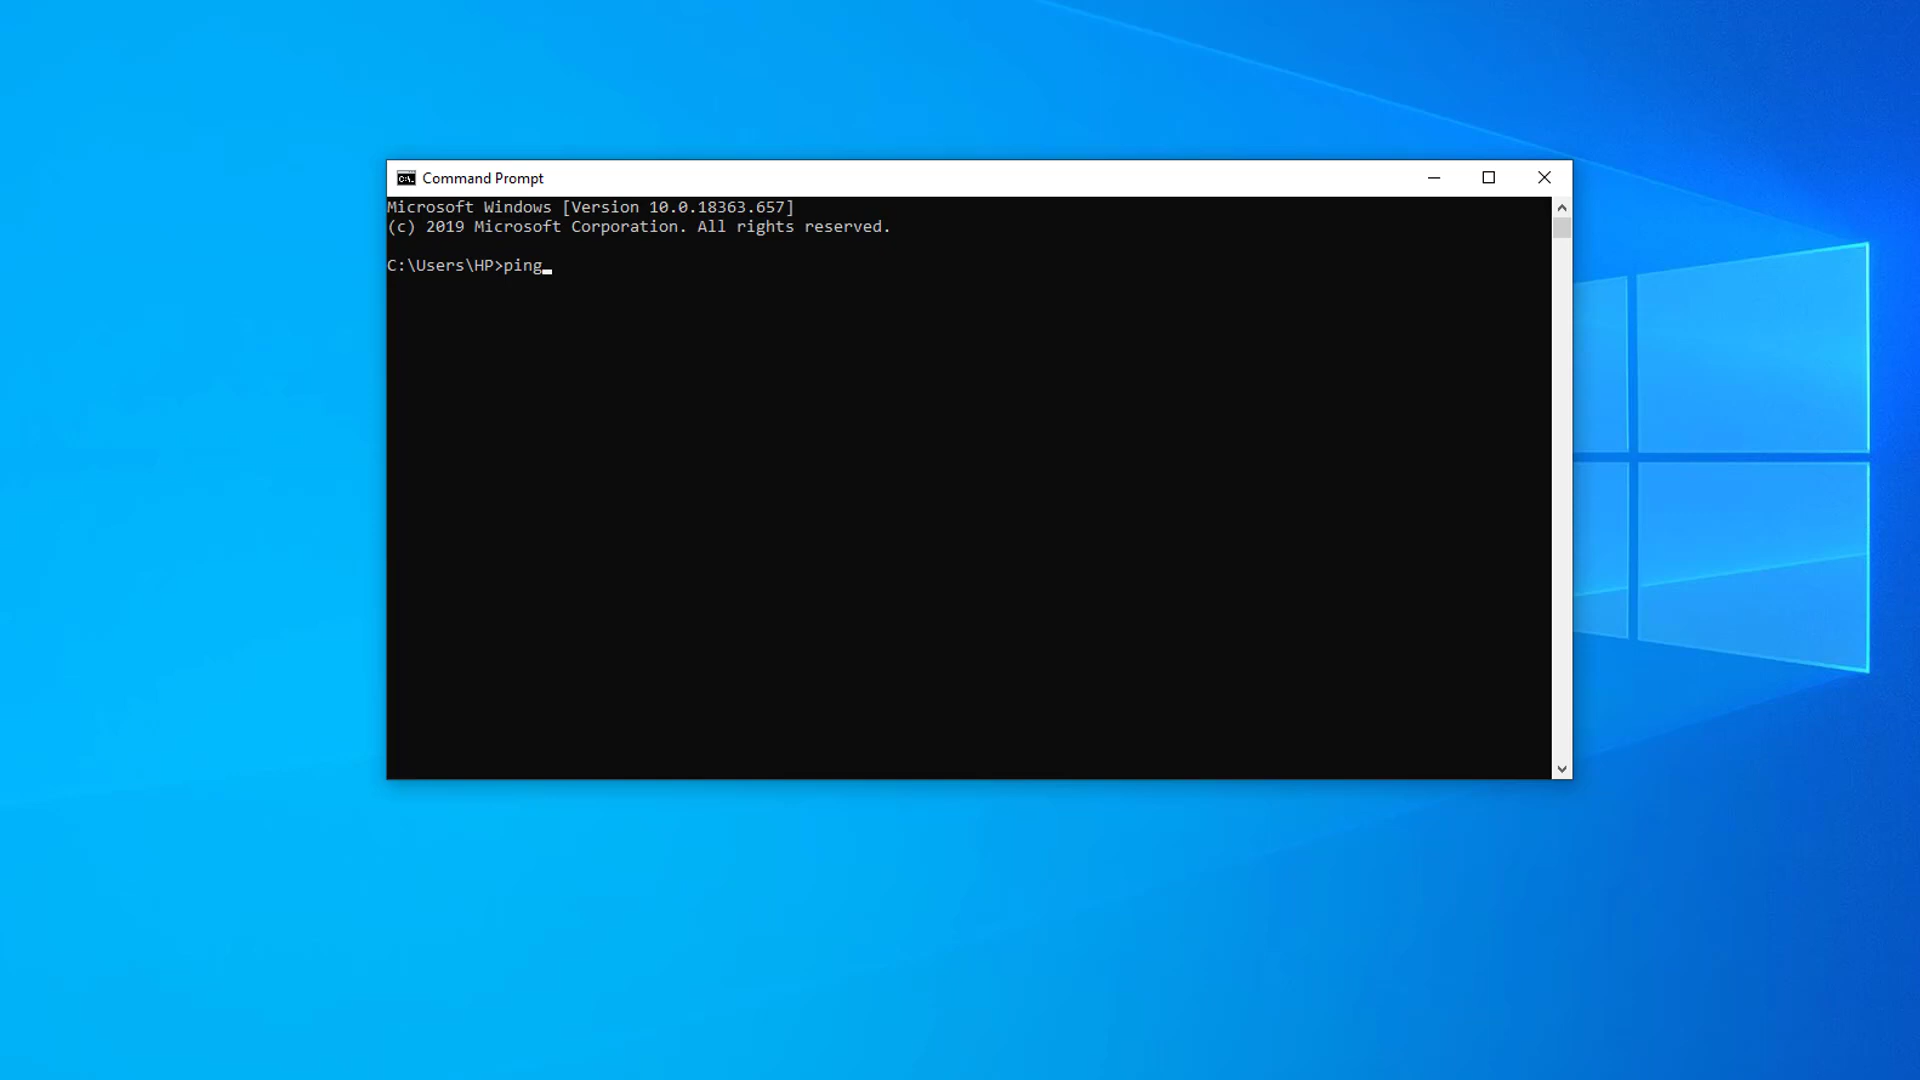 Command Prompt
Microsoft Windows [Version 10.0.18363.657]
(c) 2019 Microsoft Corporation. All rights reserved.
C:\Users\HP>ping